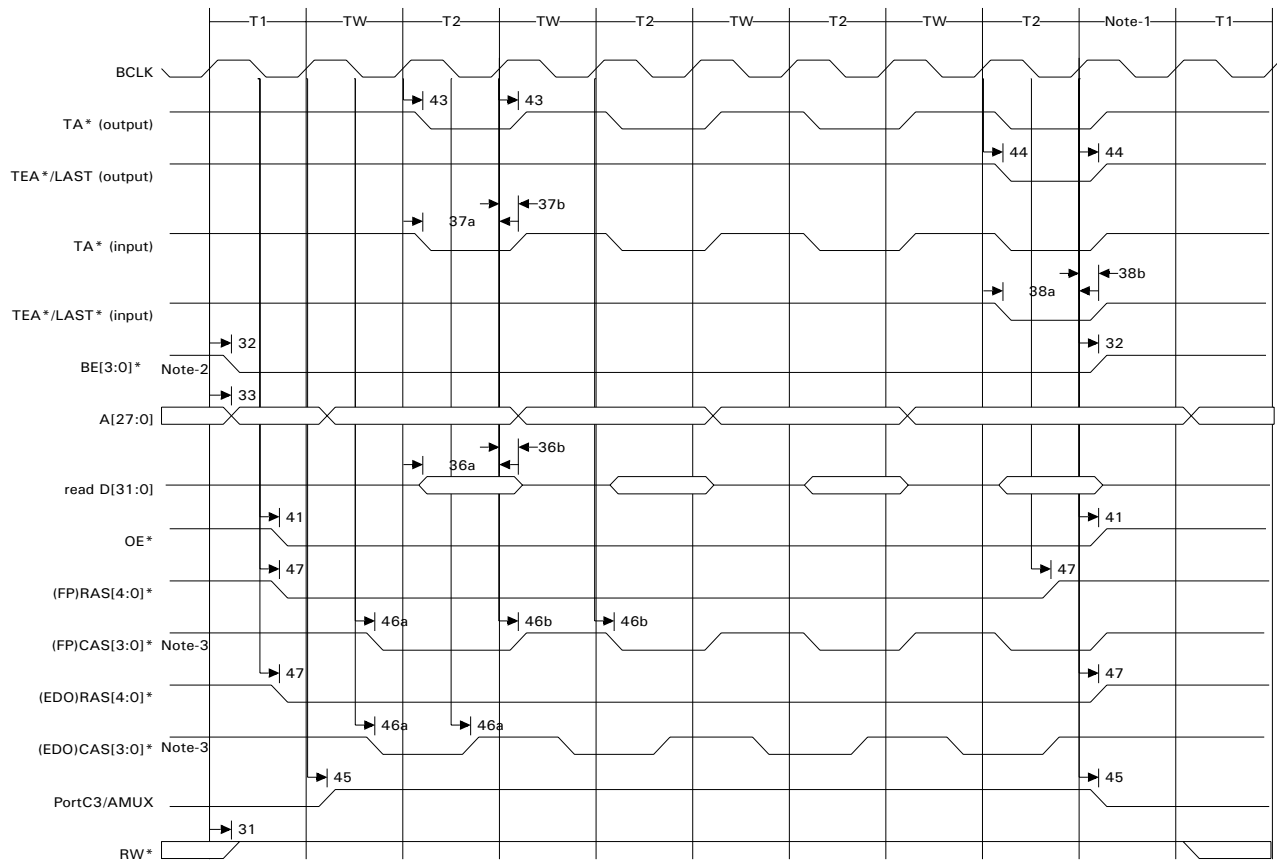 T1 TW T2 TW T2 TW T2 TW T2 Note-1 T1
BCLK
43 43
TA* (output)
44 44
TEA*/LAST (output)
37b
37a
TA* (input)
38b
38a
TEA*/LAST* (input)
32 32
BE[3:0]* Note-2
33
A[27:0]
36b
36a
read D[31:0]
41 41
OE*
47 47
(FP)RAS[4:0]*
46a 46b 46b
(FP)CAS[3:0]* Note-3
47 47
(EDO)RAS[4:0]*
46a 46a
(EDO)CAS[3:0]* Note-3
45 45
PortC3/AMUX
31
RW*